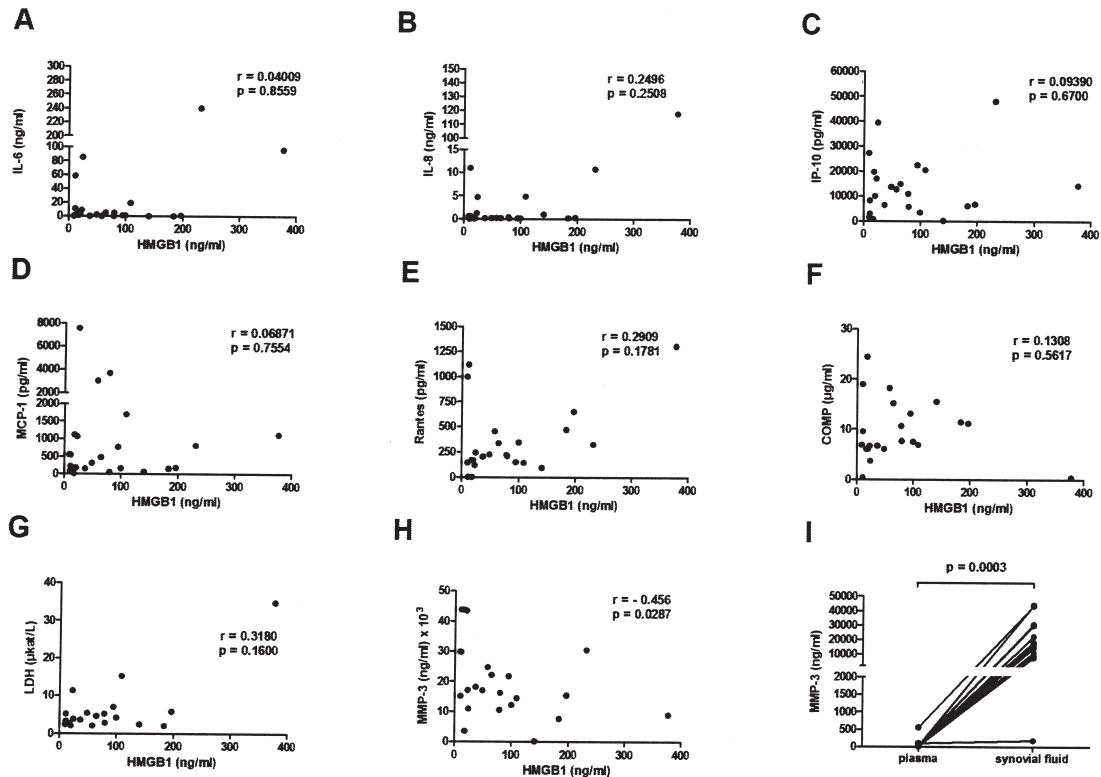 A
IL-6 (ng/ml)
300
280
260
240
220
200
100
80
60
40
20
0
r = 0.04009
p = 0.8559
0 100 200 300 400
HMGB1 (ng/ml)
B
IL-8 (ng/ml)
150
140
130
120
110
100
15
10
5
0
r = 0.2496
p = 0.2508
0 100 200 300 400
HMGB1 (ng/ml)
C
IP-10 (pg/ml)
60000
50000
40000
30000
20000
10000
0
r = 0.09390
p = 0.6700
0 100 200 300 400
HMGB1 (ng/ml)
D
MCP-1 (pg/ml)
8000
6000
4000
2000
2000
1500
1000
500
0
r = 0.06871
p = 0.7554
0 100 200 300 400
HMGB1 (ng/ml)
E
Rantes (pg/ml)
1500
1250
1000
750
500
250
0
r = 0.2909
p = 0.1781
0 100 200 300 400
HMGB1 (ng/ml)
F
COMP (µg/ml)
30
20
10
0
r = 0.1308
p = 0.5617
0 100 200 300 400
HMGB1 (ng/ml)
G
LDH (µkat/L)
40
30
20
10
0
r = 0.3180
p = 0.1600
0 100 200 300 400
HMGB1 (ng/ml)
H
MMP-3 (ng/ml) x 10³
50
40
30
20
10
0
r = - 0.456
p = 0.0287
0 100 200 300 400
HMGB1 (ng/ml)
I
p = 0.0003
MMP-3 (ng/ml)
50000
40000
30000
20000
10000
2000
1500
1000
500
0
plasma synovial fluid